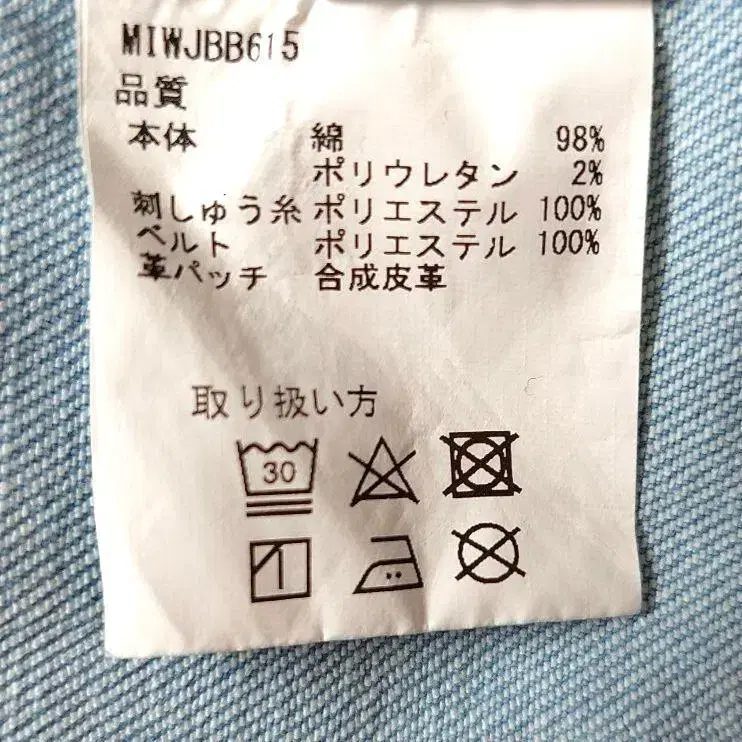 MIWJBB615
品質
本体 綿 98%
ポリウレタン 2%
刺しゅう糸 ポリエステル 100%
ベルト ポリエステル 100%
革パッチ 合成皮革
取り扱い方
30